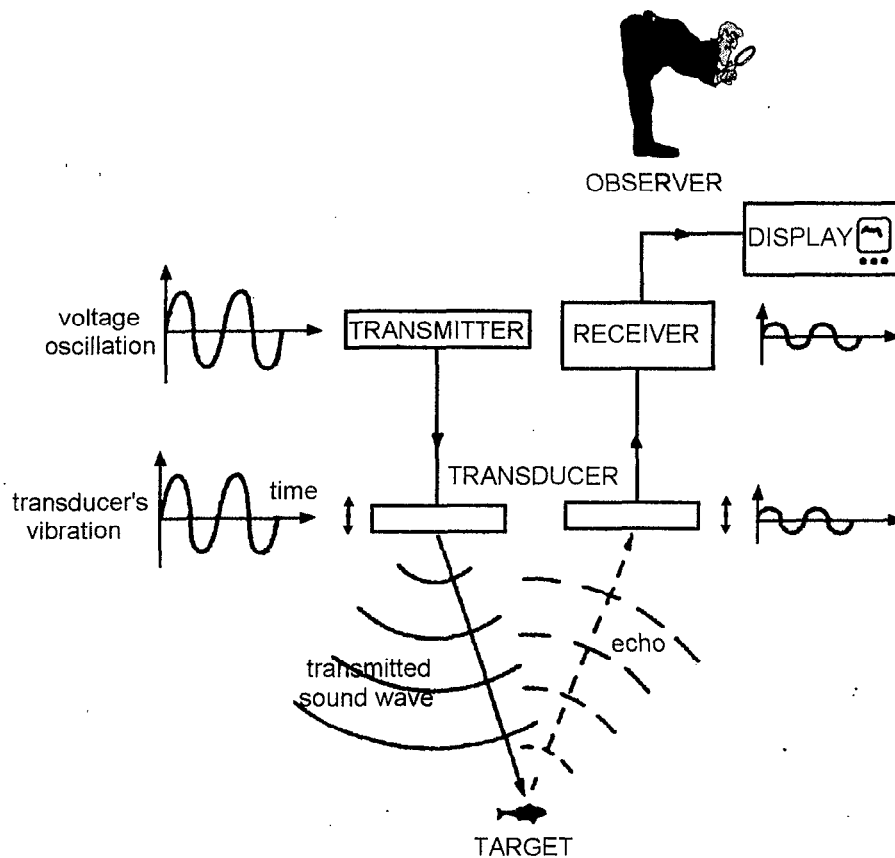 OBSERVER
DISPLAY
voltage
oscillation
TRANSMITTER
RECEIVER
TRANSDUCER
transducer's
vibration
time
echo
transmitted
sound wave
TARGET